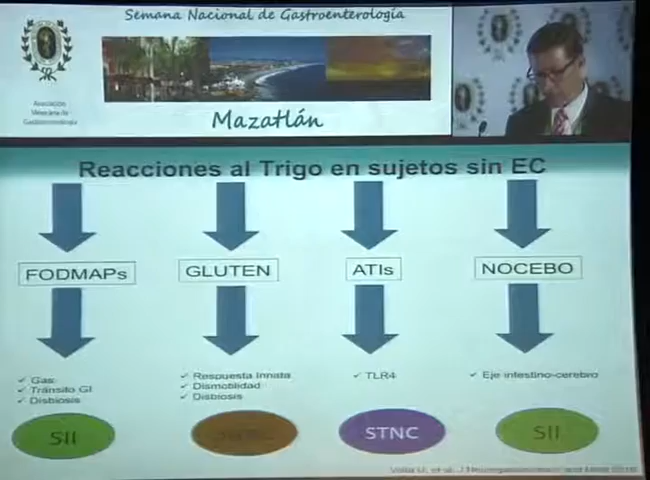 Semana Nacional de Gastroenterología
Asociación
Mexicana de
Gastroenterología
Mazatlán
Reacciones al Trigo en sujetos sin EC
FODMAPs
GLUTEN
ATIs
NOCEBO
✓ Gas
✓ Tránsito GI
✓ Disbiosis
✓ Respuesta Innata
✓ Dismotilidad
✓ Disbiosis
✓ TLR4
✓ Eje intestino-cerebro
SII
STNC
SII